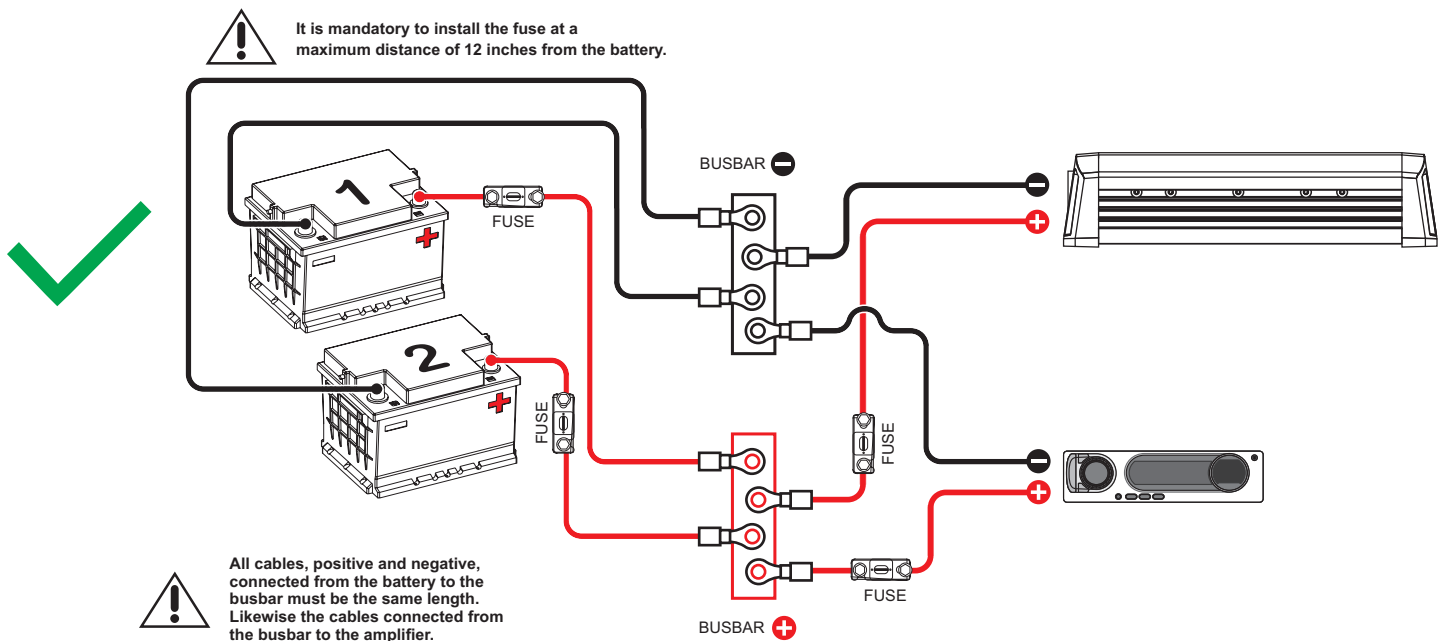 It is mandatory to install the fuse at a
maximum distance of 12 inches from the battery.
BUSBAR
1
FUSE
2
FUSE
FUSE
FUSE
All cables, positive and negative,
connected from the battery to the
busbar must be the same length.
Likewise the cables connected from
the busbar to the amplifier.
BUSBAR